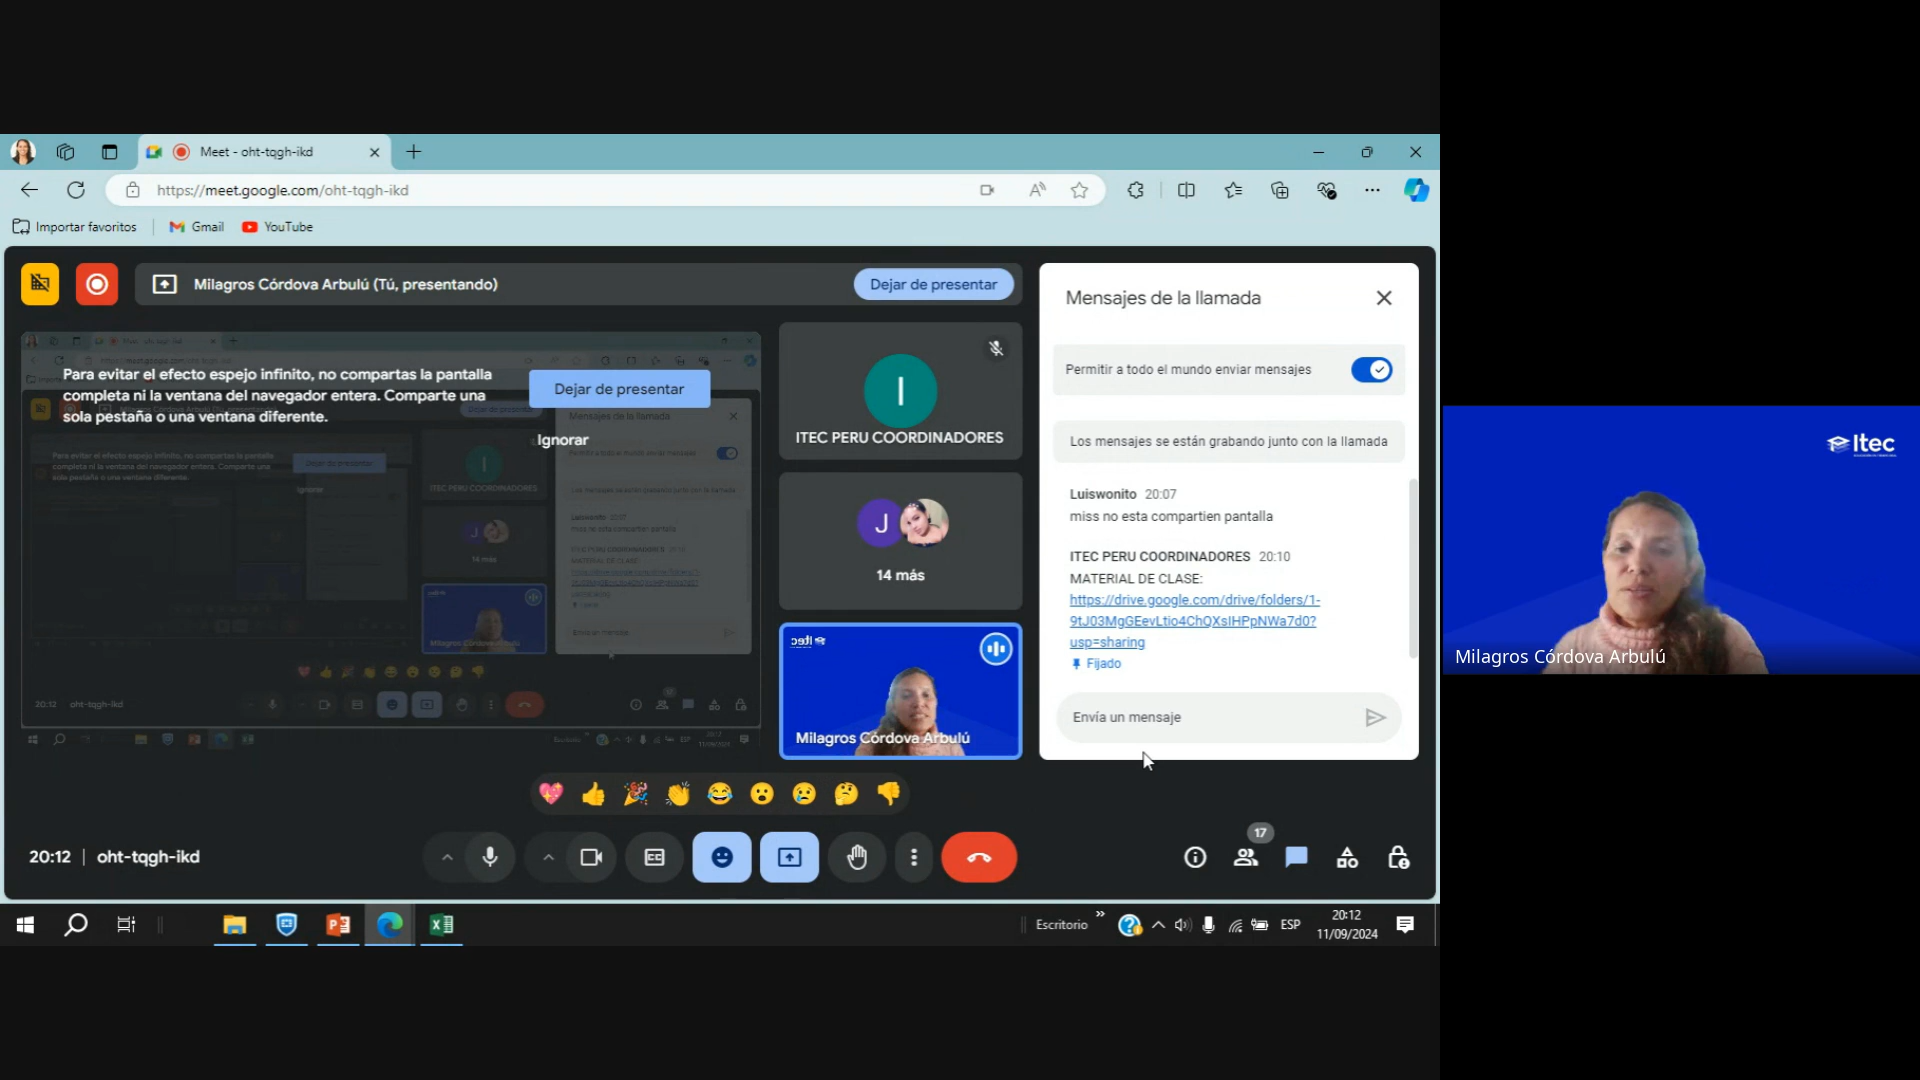 Meet - oht-tqgh-ikd
https://meet.google.com/oht-tqgh-ikd
Importar favoritos
Gmail
YouTube
Milagros Córdova Arbulú (Tú, presentando)
Dejar de presentar
Para evitar el efecto espejo infinito, no compartas la pantalla
completa ni la ventana del navegador entera. Comparte una
sola pestaña o una ventana diferente.
Dejar de presentar
Ignorar
I
ITEC PERU COORDINADORES
J
14 más
Itec
Milagros Córdova Arbulú
Mensajes de la llamada
Permitir a todo el mundo enviar mensajes
Los mensajes se están grabando junto con la llamada
Luiswonito 20:07
miss no esta compartien pantalla
ITEC PERU COORDINADORES 20:10
MATERIAL DE CLASE:
https://drive.google.com/drive/folders/1-
9tJ03MgGEevLtio4ChQXsIHPpNWa7d0?
usp=sharing
Fijado
Envía un mensaje
20:12 | oht-tqgh-ikd
17
Escritorio
ESP
20:12
11/09/2024
Itec
Milagros Córdova Arbulú